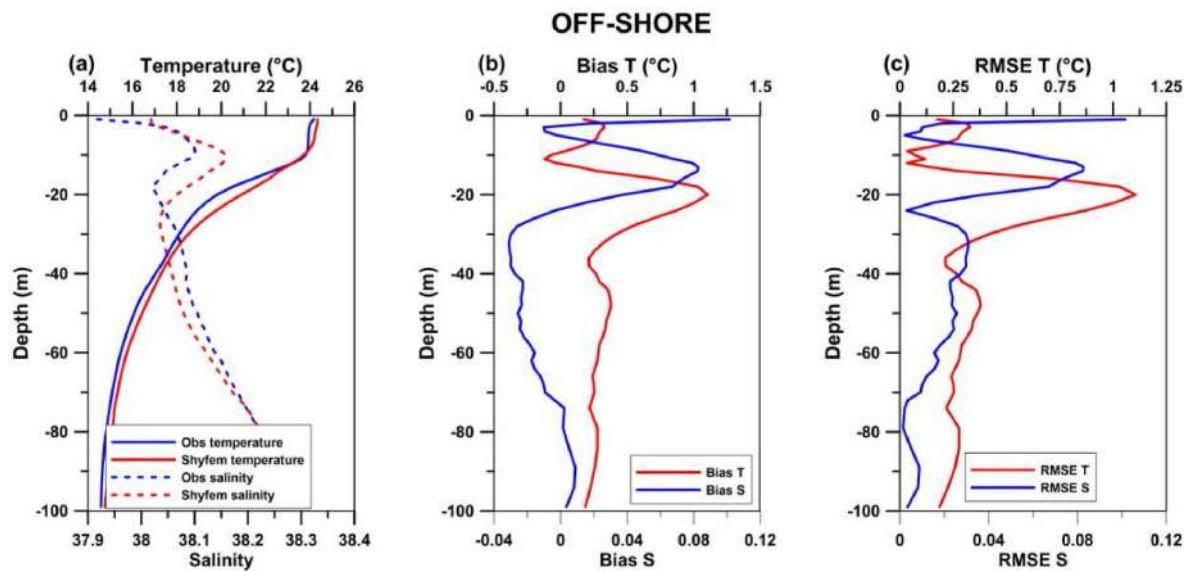 OFF-SHORE
(a) Temperature (°C)
14 16 18 20 22 24 26
0
-20
-40
-60
-80
-100
Depth (m)
Obs temperature
Shyfem temperature
Obs salinity
Shyfem salinity
37.9 38 38.1 38.2 38.3 38.4
Salinity
(b) Bias T (°C)
-0.5 0 0.5 1 1.5
0
-20
-40
-60
-80
-100
Depth (m)
Bias T
Bias S
-0.04 0 0.04 0.08 0.12
Bias S
(c) RMSE T (°C)
0 0.25 0.5 0.75 1 1.25
0
-20
-40
-60
-80
-100
Depth (m)
RMSE T
RMSE S
0 0.04 0.08 0.12
RMSE S